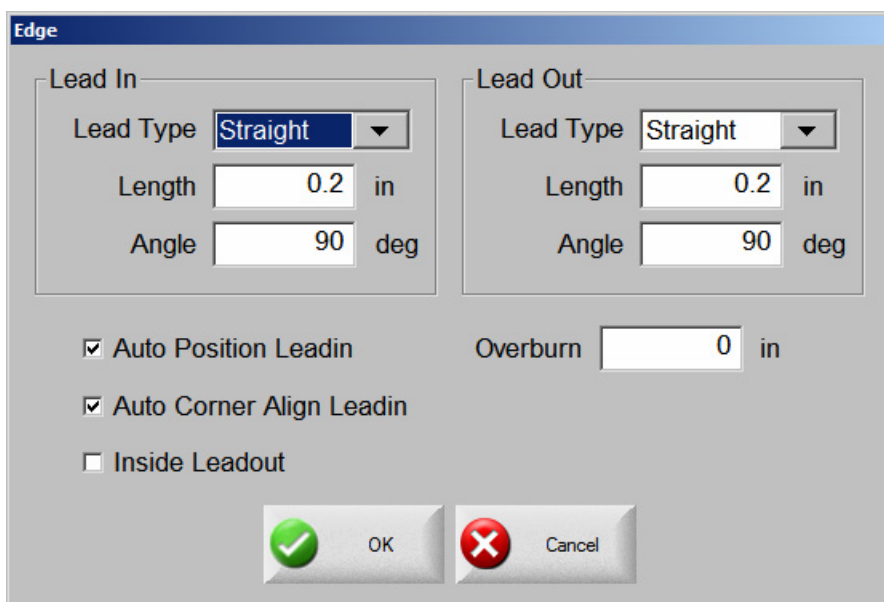 Edge
Lead In
Lead Type Straight
Length 0.2 in
Angle 90 deg
Lead Out
Lead Type Straight
Length 0.2 in
Angle 90 deg
Auto Position Leadin
Overburn 0 in
Auto Corner Align Leadin
Inside Leadout
OK
Cancel